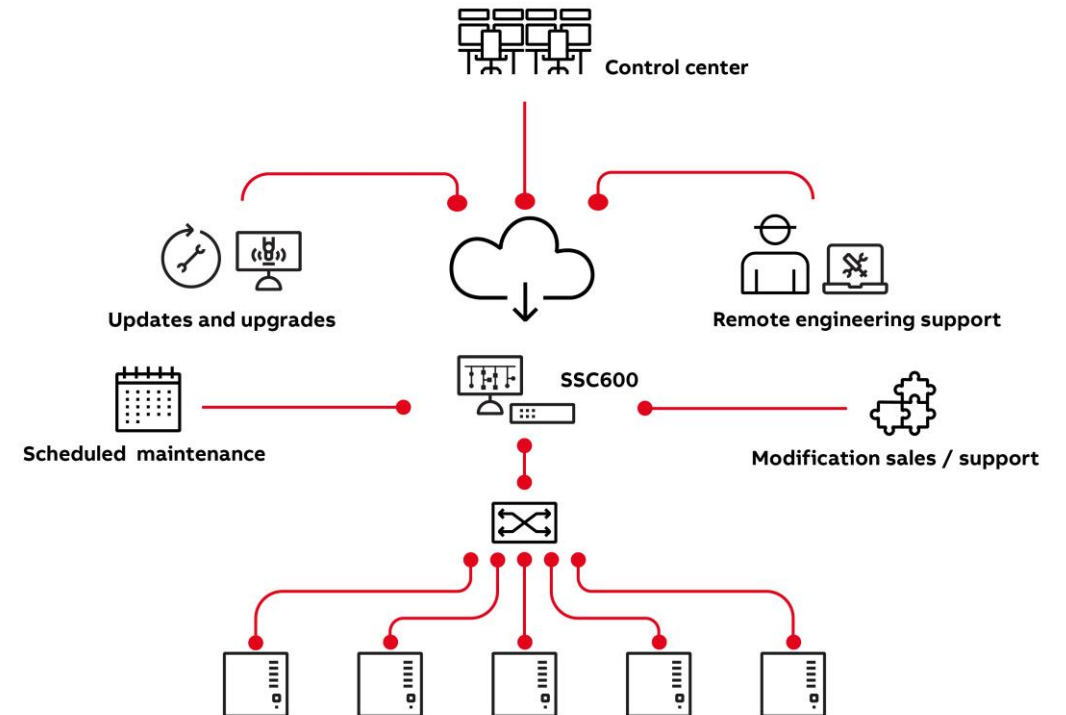 Control center
Updates and upgrades
Remote engineering support
SSC600
Scheduled maintenance
Modification sales / support